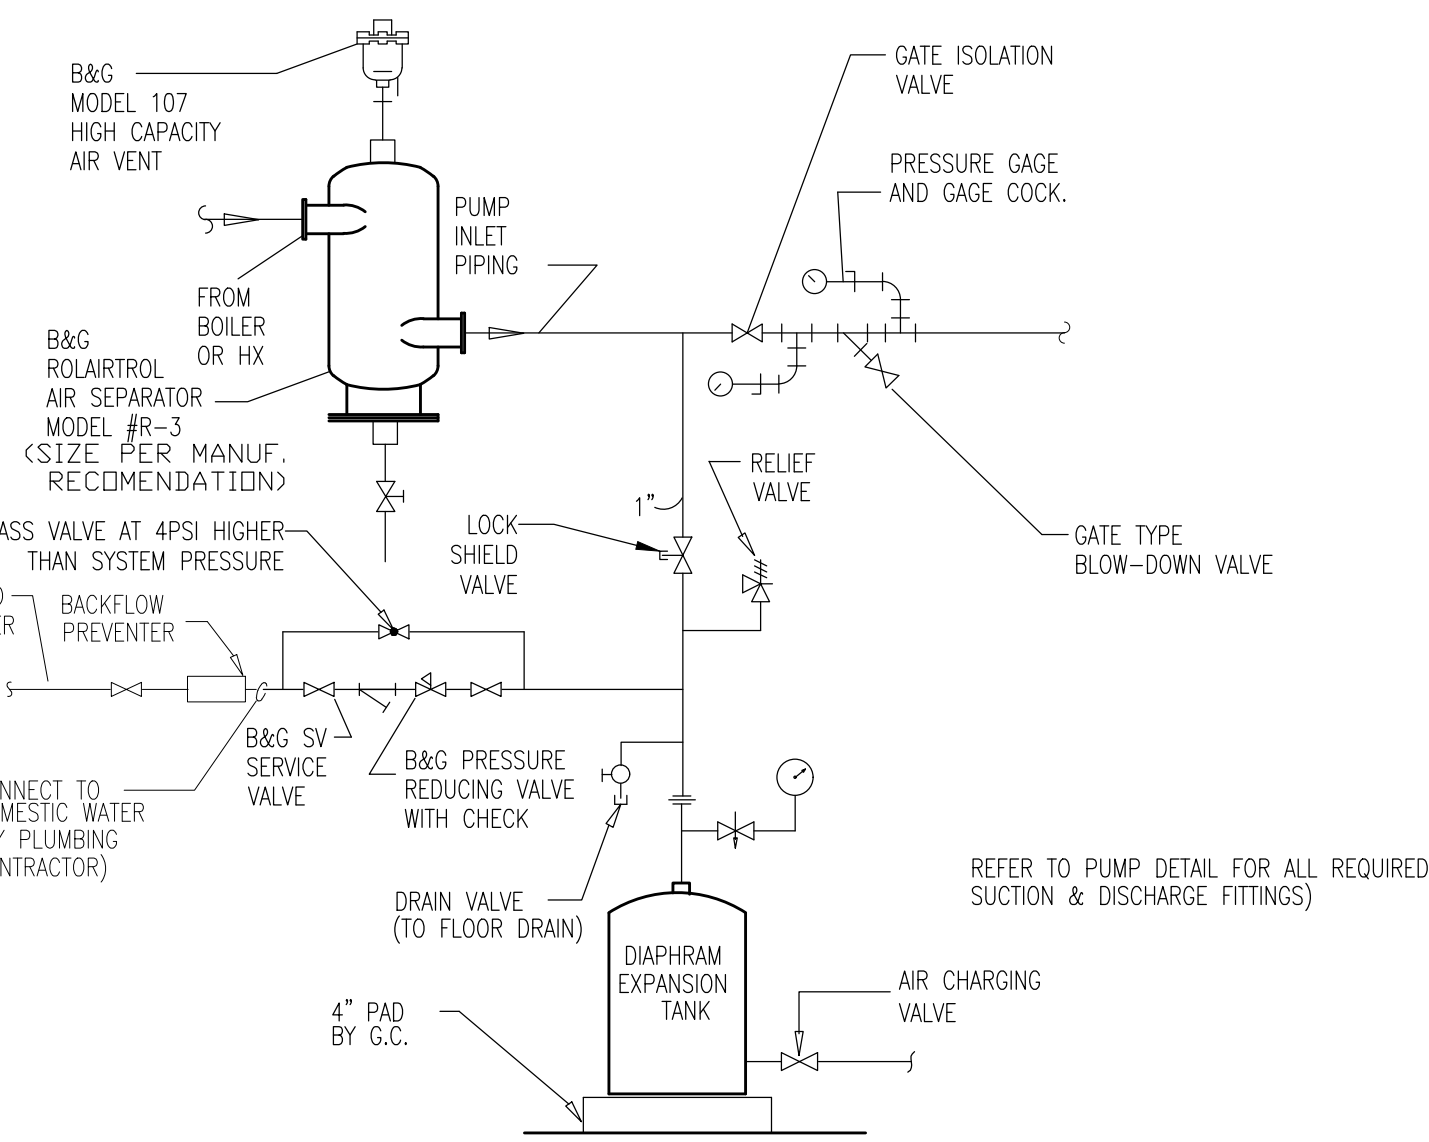 B&G
MODEL 107
HIGH CAPACITY
AIR VENT
GATE ISOLATION
VALVE
PRESSURE GAGE
AND GAGE COCK.
PUMP
INLET
PIPING
FROM
BOILER
OR HX
B&G
ROLAIRTROL
AIR SEPARATOR
MODEL #R-3
(SIZE PER MANUF.
RECOMENDATION)
VALVE AT 4PSI HIGHER
THAN SYSTEM PRESSURE
1"
LOCK
SHIELD
VALVE
RELIEF
VALVE
GATE TYPE
BLOW-DOWN VALVE
BACKFLOW
PREVENTER
B&G SV
SERVICE
VALVE
B&G PRESSURE
REDUCING VALVE
WITH CHECK
NNECT TO
MESTIC WATER
Y PLUMBING
NTRACTOR)
DRAIN VALVE
(TO FLOOR DRAIN)
REFER TO PUMP DETAIL FOR ALL REQUIRED
SUCTION & DISCHARGE FITTINGS)
DIAPHRAM
EXPANSION
TANK
AIR CHARGING
VALVE
4" PAD
BY G.C.